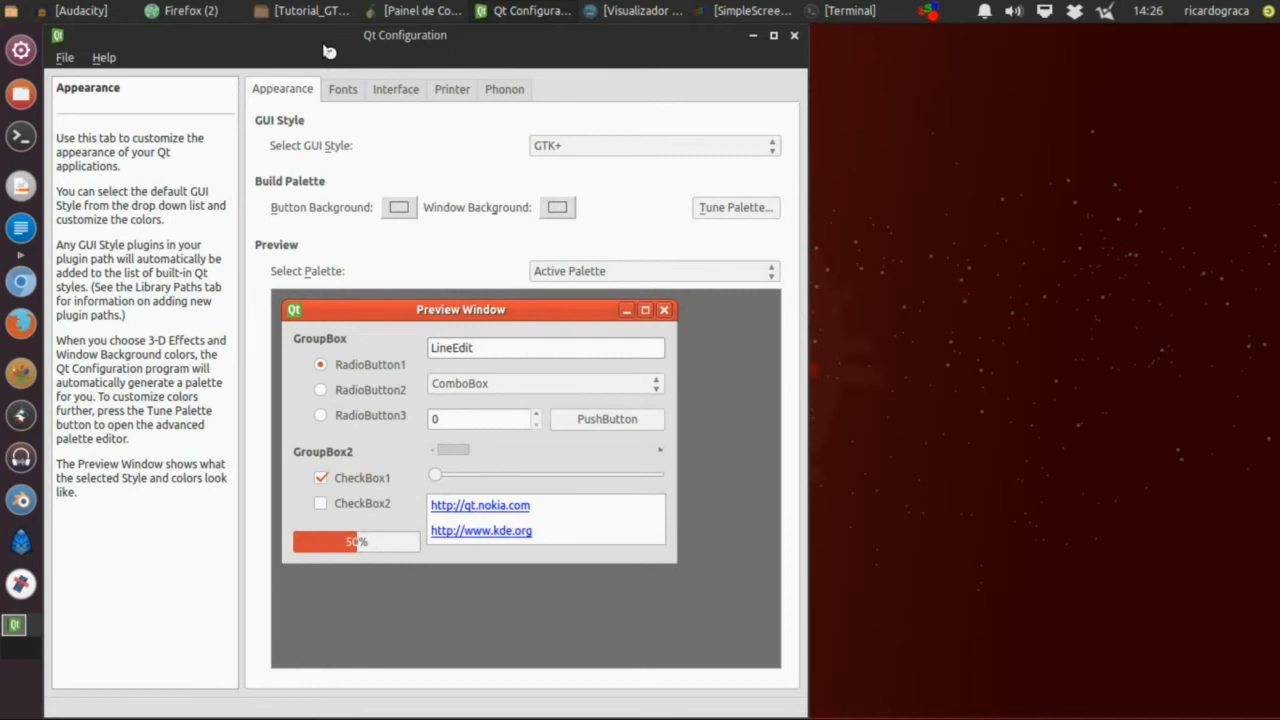 [Audacity]
Firefox (2)
[Tutorial_GT...
[Painel de Co...
Qt Configura...
[Visualizador ...
[SimpleScree...
[Terminal]
14:26
ricardograca
Qt
Qt Configuration
File
Help
Appearance
Use this tab to customize the
appearance of your Qt
applications.
You can select the default GUI
Style from the drop down list and
customize the colors.
Any GUI Style plugins in your
plugin path will automatically be
added to the list of built-in Qt
styles. (See the Library Paths tab
for information on adding new
plugin paths.)
When you choose 3-D Effects and
Window Background colors, the
Qt Configuration program will
automatically generate a palette
for you. To customize colors
further, press the Tune Palette
button to open the advanced
palette editor.
The Preview Window shows what
the selected Style and colors look
like.
Appearance
Fonts
Interface
Printer
Phonon
GUI Style
Select GUI Style:
GTK+
Build Palette
Button Background:
Window Background:
Tune Palette...
Preview
Select Palette:
Active Palette
Qt
Preview Window
GroupBox
RadioButton1
RadioButton2
RadioButton3
GroupBox2
CheckBox1
CheckBox2
50%
LineEdit
ComboBox
0
PushButton
http://qt.nokia.com
http://www.kde.org
Qt